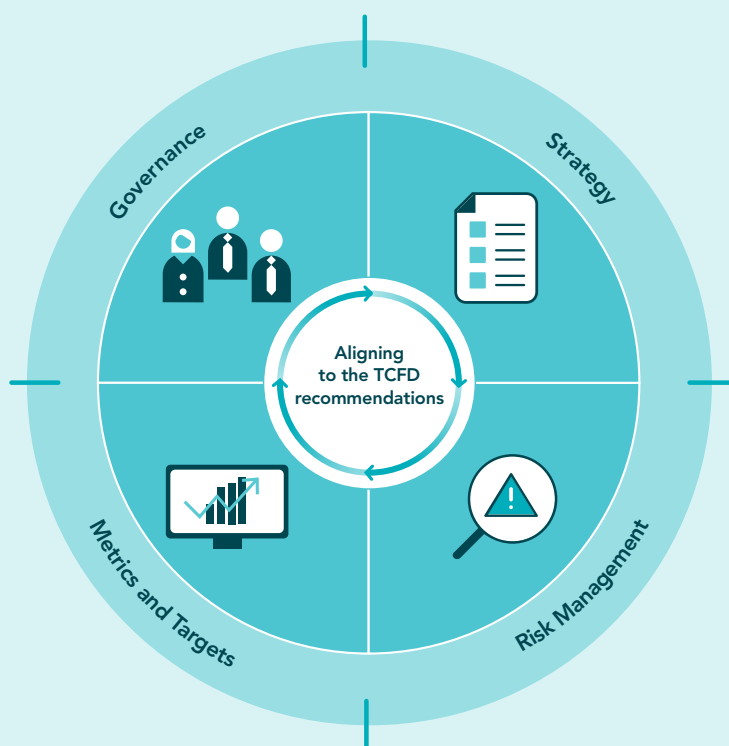 Governance
Strategy
Aligning
to the TCFD
recommendations
Metrics and Targets
Risk Management